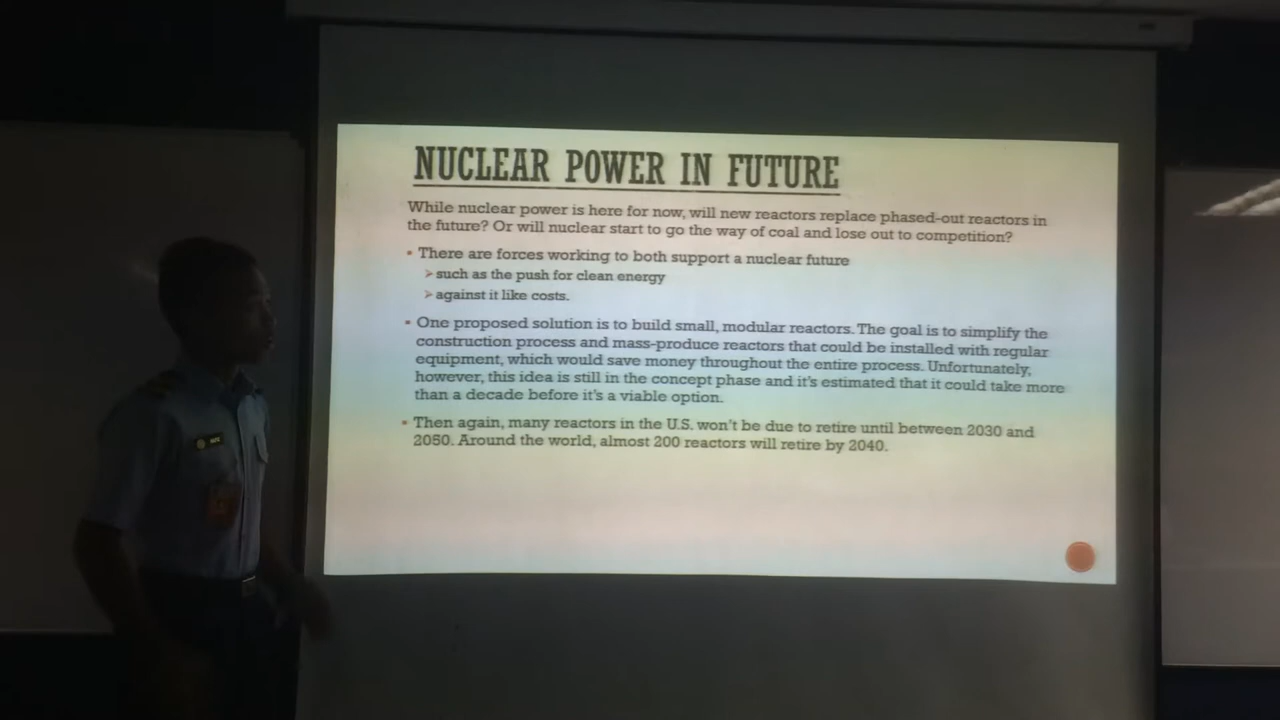 NUCLEAR POWER IN FUTURE
While nuclear power is here for now, will new reactors replace phased-out reactors in
the future? Or will nuclear start to go the way of coal and lose out to competition?
There are forces working to both support a nuclear future
such as the push for clean energy
against it like costs.
One proposed solution is to build small, modular reactors. The goal is to simplify the
construction process and mass-produce reactors that could be installed with regular
equipment, which would save money throughout the entire process. Unfortunately,
however, this idea is still in the concept phase and it's estimated that it could take more
than a decade before it's a viable option.
Then again, many reactors in the U.S. won't be due to retire until between 2030 and
2050. Around the world, almost 200 reactors will retire by 2040.